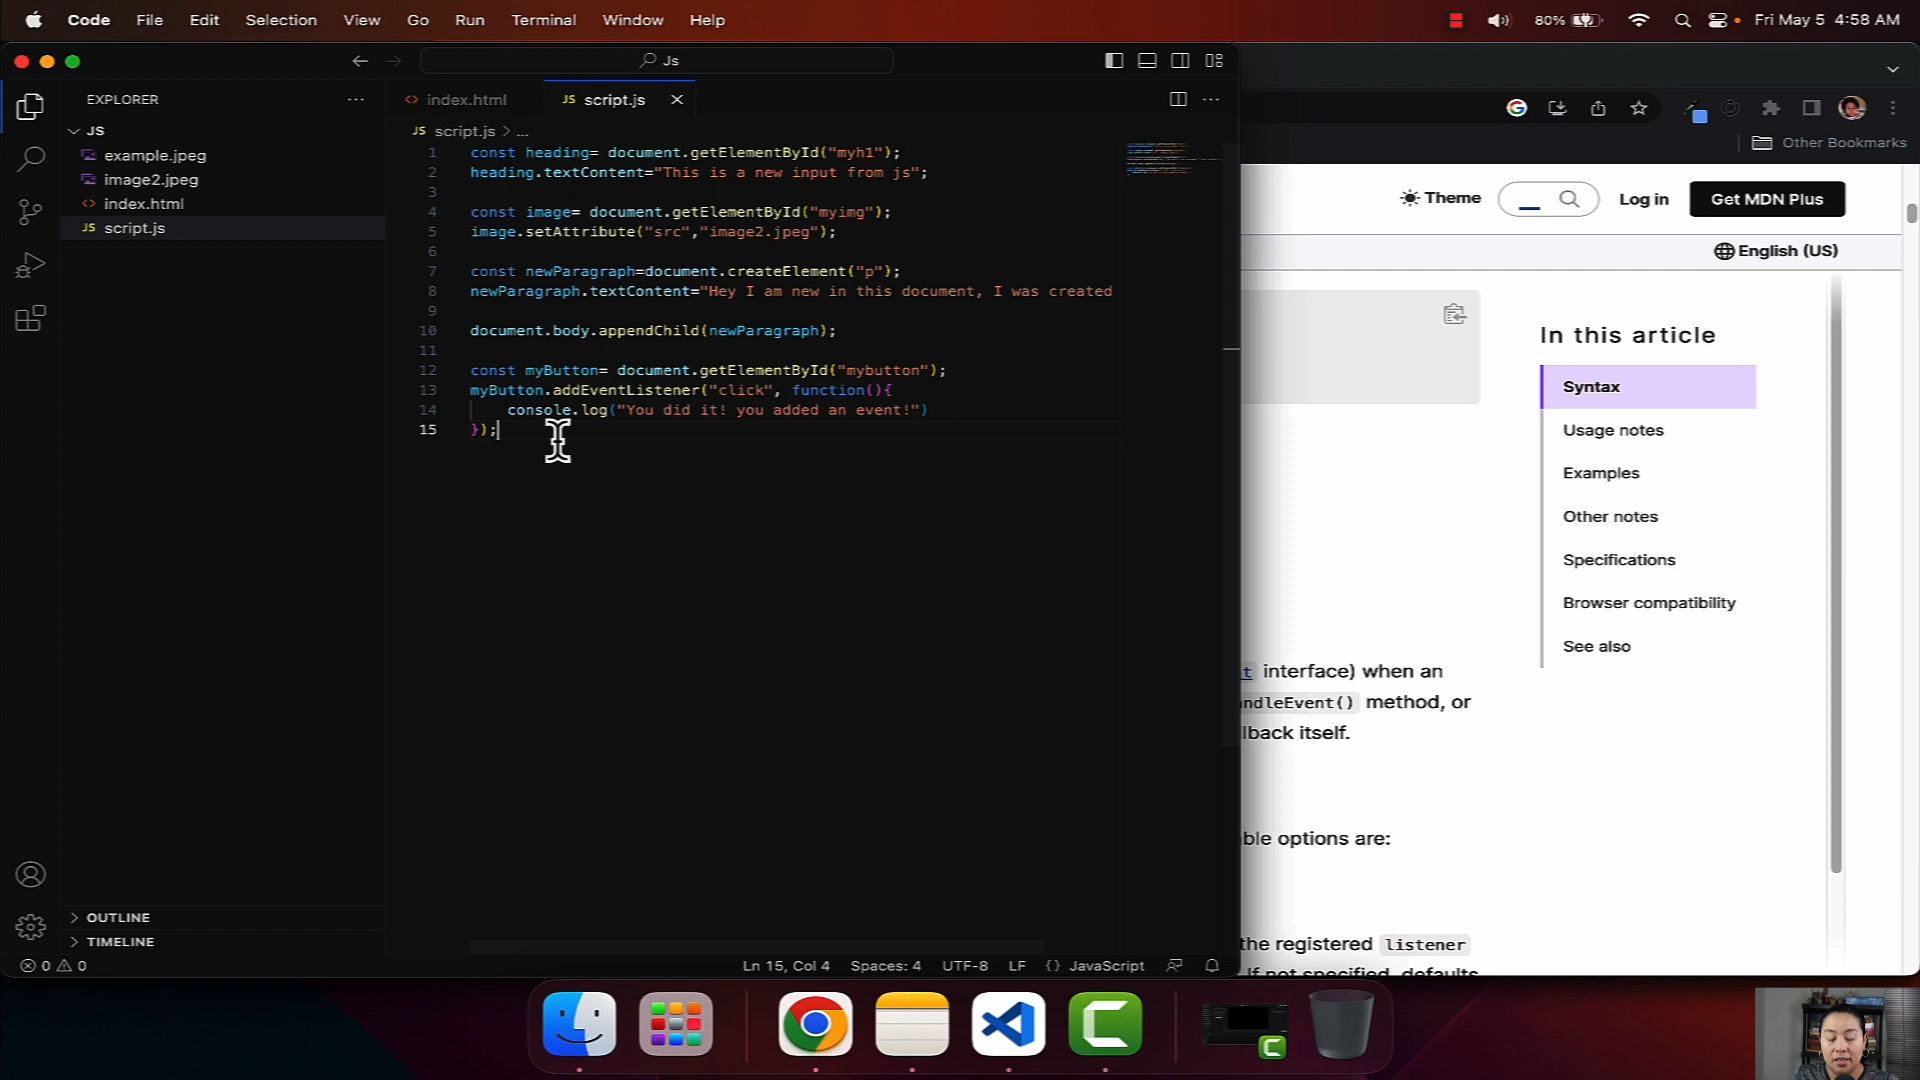 Code File Edit Selection View Go Run Terminal Window Help
80% Fri May 5 4:58 AM
Js
EXPLORER
JS
example.jpeg
image2.jpeg
index.html
JS script.js
OUTLINE
TIMELINE
index.html
JS script.js
JS script.js > ...
1 const heading= document.getElementById("myh1");
2 heading.textContent="This is a new input from js";
3
4 const image= document.getElementById("myimg");
5 image.setAttribute("src","image2.jpeg");
6
7 const newParagraph=document.createElement("p");
8 newParagraph.textContent="Hey I am new in this document, I was created
9
10 document.body.appendChild(newParagraph);
11
12 const myButton= document.getElementById("mybutton");
13 myButton.addEventListener("click", function(){
14 console.log("You did it! you added an event!")
15 });
0 0
Ln 15, Col 4 Spaces: 4 UTF-8 LF {} JavaScript
Other Bookmarks
Theme
Log in
Get MDN Plus
English (US)
In this article
Syntax
Usage notes
Examples
Other notes
Specifications
Browser compatibility
See also
t interface) when an
ndleEvent() method, or
lback itself.
ble options are:
the registered listener
If not specified, defaults